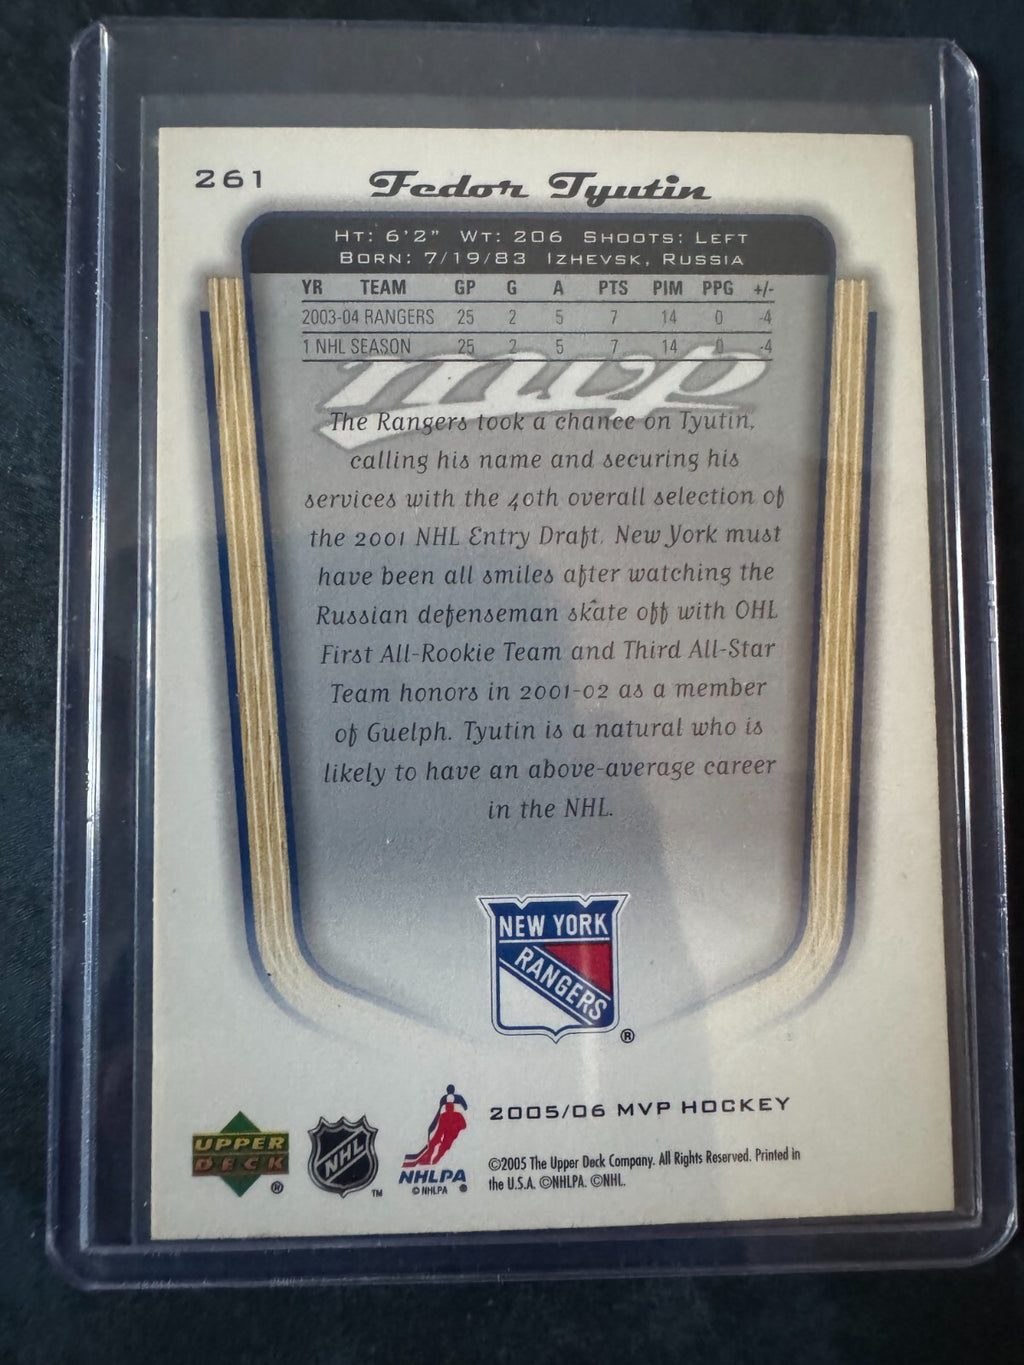 261
Fedor Tyutin
HT: 6'2" WT: 206 SHOOTS: LEFT
BORN: 7/19/83 IZHEVSK, RUSSIA
YR TEAM GP G A PTS PIM PPG +/-
2003-04 RANGERS 25 2 5 7 14 0 -4
1 NHL SEASON 25 2 5 7 14 0 -4
mvp
The Rangers took a chance on Tyutin,
calling his name and securing his
services with the 40th overall selection of
the 2001 NHL Entry Draft. New York must
have been all smiles after watching the
Russian defenseman skate off with OHL
First All-Rookie Team and Third All-Star
Team honors in 2001-02 as a member
of Guelph. Tyutin is a natural who is
likely to have an above-average career
in the NHL.
NEW YORK
RANGERS
®
2005/06 MVP HOCKEY
UPPER
DECK
®
NHL
™
NHLPA
© NHLPA ®
©2005 The Upper Deck Company. All Rights Reserved. Printed in
the U.S.A. ©NHLPA. ©NHL.